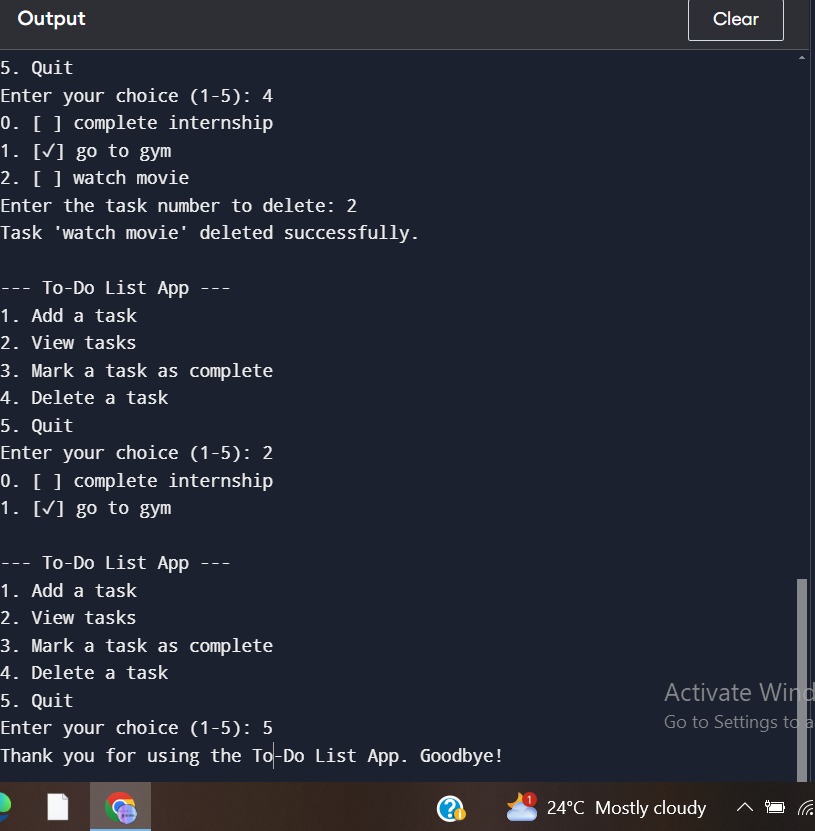 Output
Clear
5. Quit
Enter your choice (1-5): 4
0. [ ] complete internship
1. [✓] go to gym
2. [ ] watch movie
Enter the task number to delete: 2
Task 'watch movie' deleted successfully.
--- To-Do List App ---
1. Add a task
2. View tasks
3. Mark a task as complete
4. Delete a task
5. Quit
Enter your choice (1-5): 2
0. [ ] complete internship
1. [✓] go to gym
--- To-Do List App ---
1. Add a task
2. View tasks
3. Mark a task as complete
4. Delete a task
5. Quit
Enter your choice (1-5): 5
Thank you for using the To-Do List App. Goodbye!
Activate Wind
Go to Settings to a
1
24°C Mostly cloudy